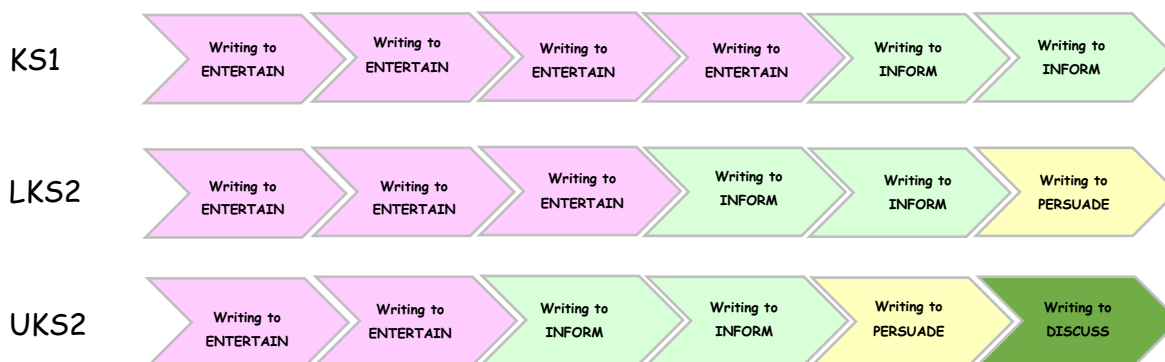 KS1
Writing to
ENTERTAIN
Writing to
ENTERTAIN
Writing to
ENTERTAIN
Writing to
ENTERTAIN
Writing to
INFORM
Writing to
INFORM
LKS2
Writing to
ENTERTAIN
Writing to
ENTERTAIN
Writing to
ENTERTAIN
Writing to
INFORM
Writing to
INFORM
Writing to
PERSUADE
UKS2
Writing to
ENTERTAIN
Writing to
ENTERTAIN
Writing to
INFORM
Writing to
INFORM
Writing to
PERSUADE
Writing to
DISCUSS